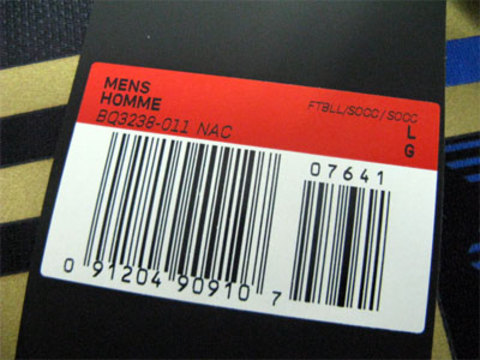 MENS
HOMME
BQ3238-011 NAC
FTBLL/SOCC/SOCC
L
G
07641
0 91204 90910 7